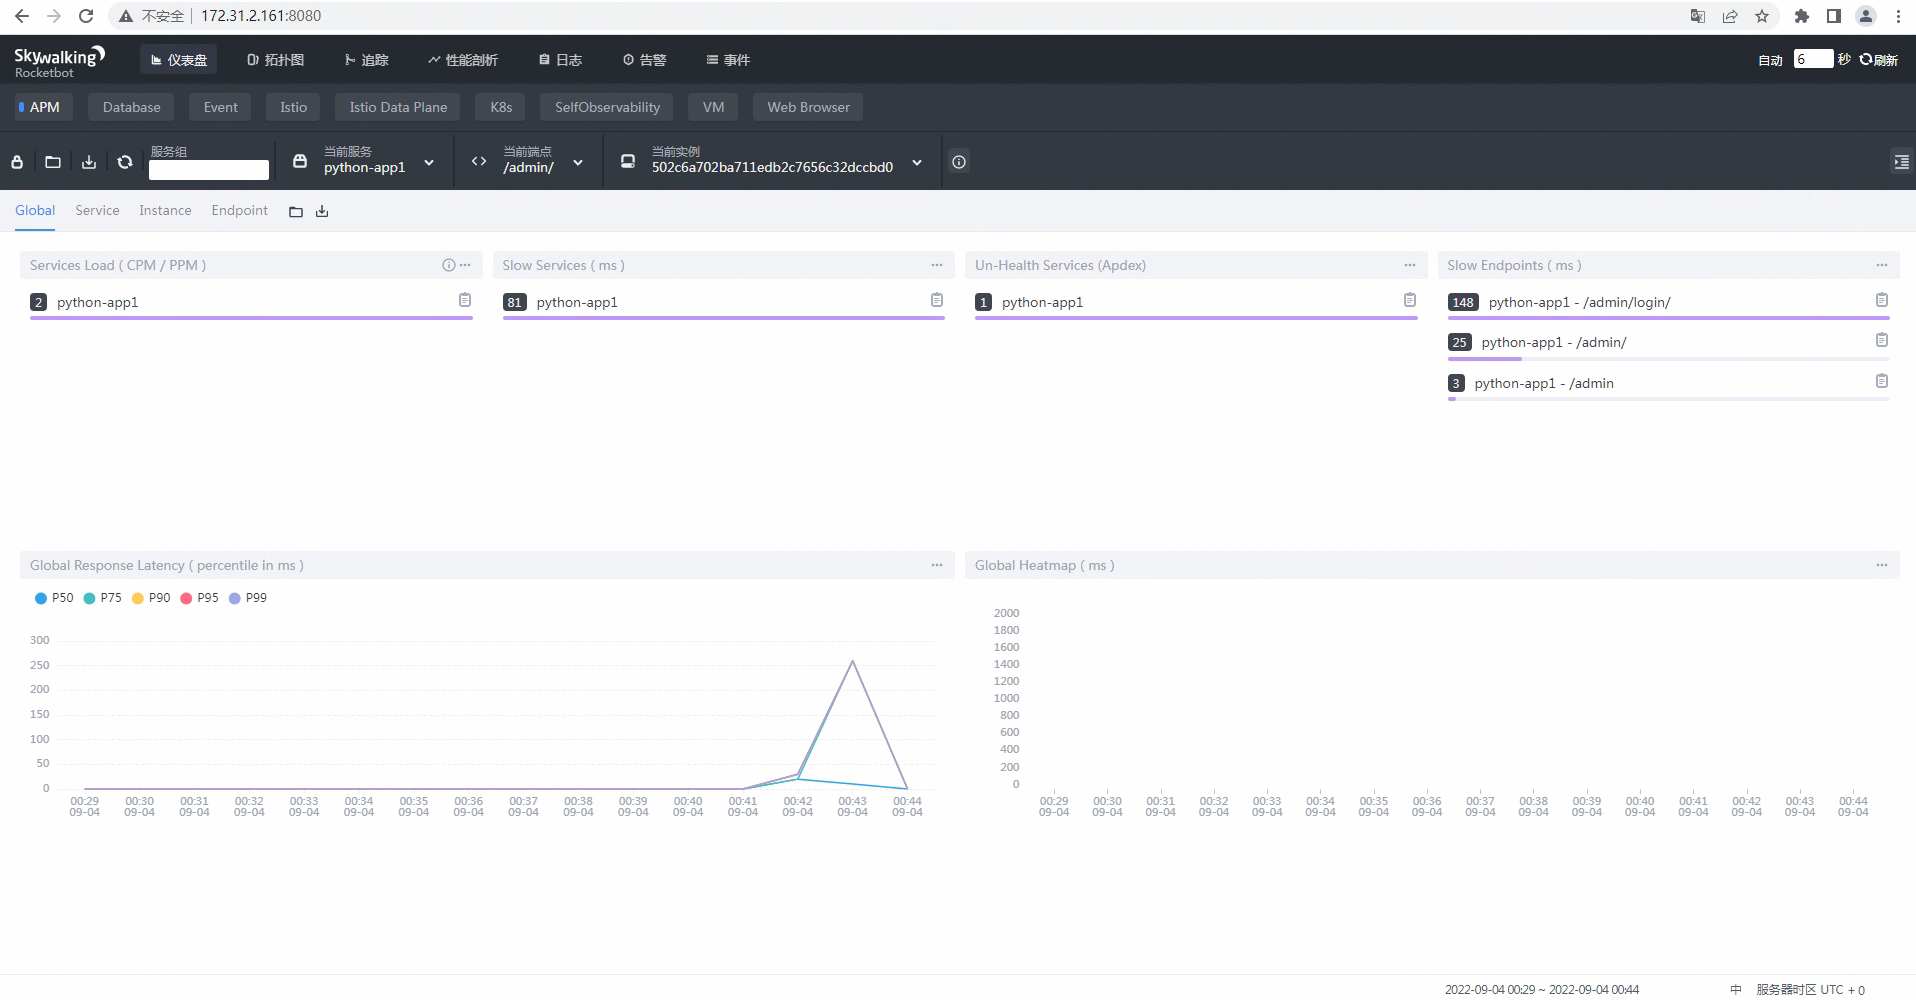 不安全 172.31.2.161:8080
Skywalking
Rocketbot
仪表盘 拓扑图 追踪 性能剖析 日志 告警 事件 自动 6 秒 刷新
APM Database Event Istio Istio Data Plane K8s SelfObservability VM Web Browser
服务组 当前服务 当前端点 当前实例
python-app1 /admin/ 502c6a702ba711edb2c7656c32dccbd0
Global Service Instance Endpoint
Services Load ( CPM / PPM ) Slow Services ( ms ) Un-Health Services (Apdex) Slow Endpoints ( ms )
2 python-app1 81 python-app1 1 python-app1 148 python-app1 - /admin/login/
25 python-app1 - /admin/
3 python-app1 - /admin
Global Response Latency ( percentile in ms )
P50 P75 P90 P95 P99
300
250
200
150
100
50
0
00:29 00:30 00:31 00:32 00:33 00:34 00:35 00:36 00:37 00:38 00:39 00:40 00:41 00:42 00:43 00:44
09-04 09-04 09-04 09-04 09-04 09-04 09-04 09-04 09-04 09-04 09-04 09-04 09-04 09-04 09-04 09-04
Global Heatmap ( ms )
2000
1800
1600
1400
1200
1000
800
600
400
200
0
00:29 00:30 00:31 00:32 00:33 00:34 00:35 00:36 00:37 00:38 00:39 00:40 00:41 00:42 00:43 00:44
09-04 09-04 09-04 09-04 09-04 09-04 09-04 09-04 09-04 09-04 09-04 09-04 09-04 09-04 09-04 09-04
2022-09-04 00:29 ~ 2022-09-04 00:44 中 服务器时区 UTC + 0